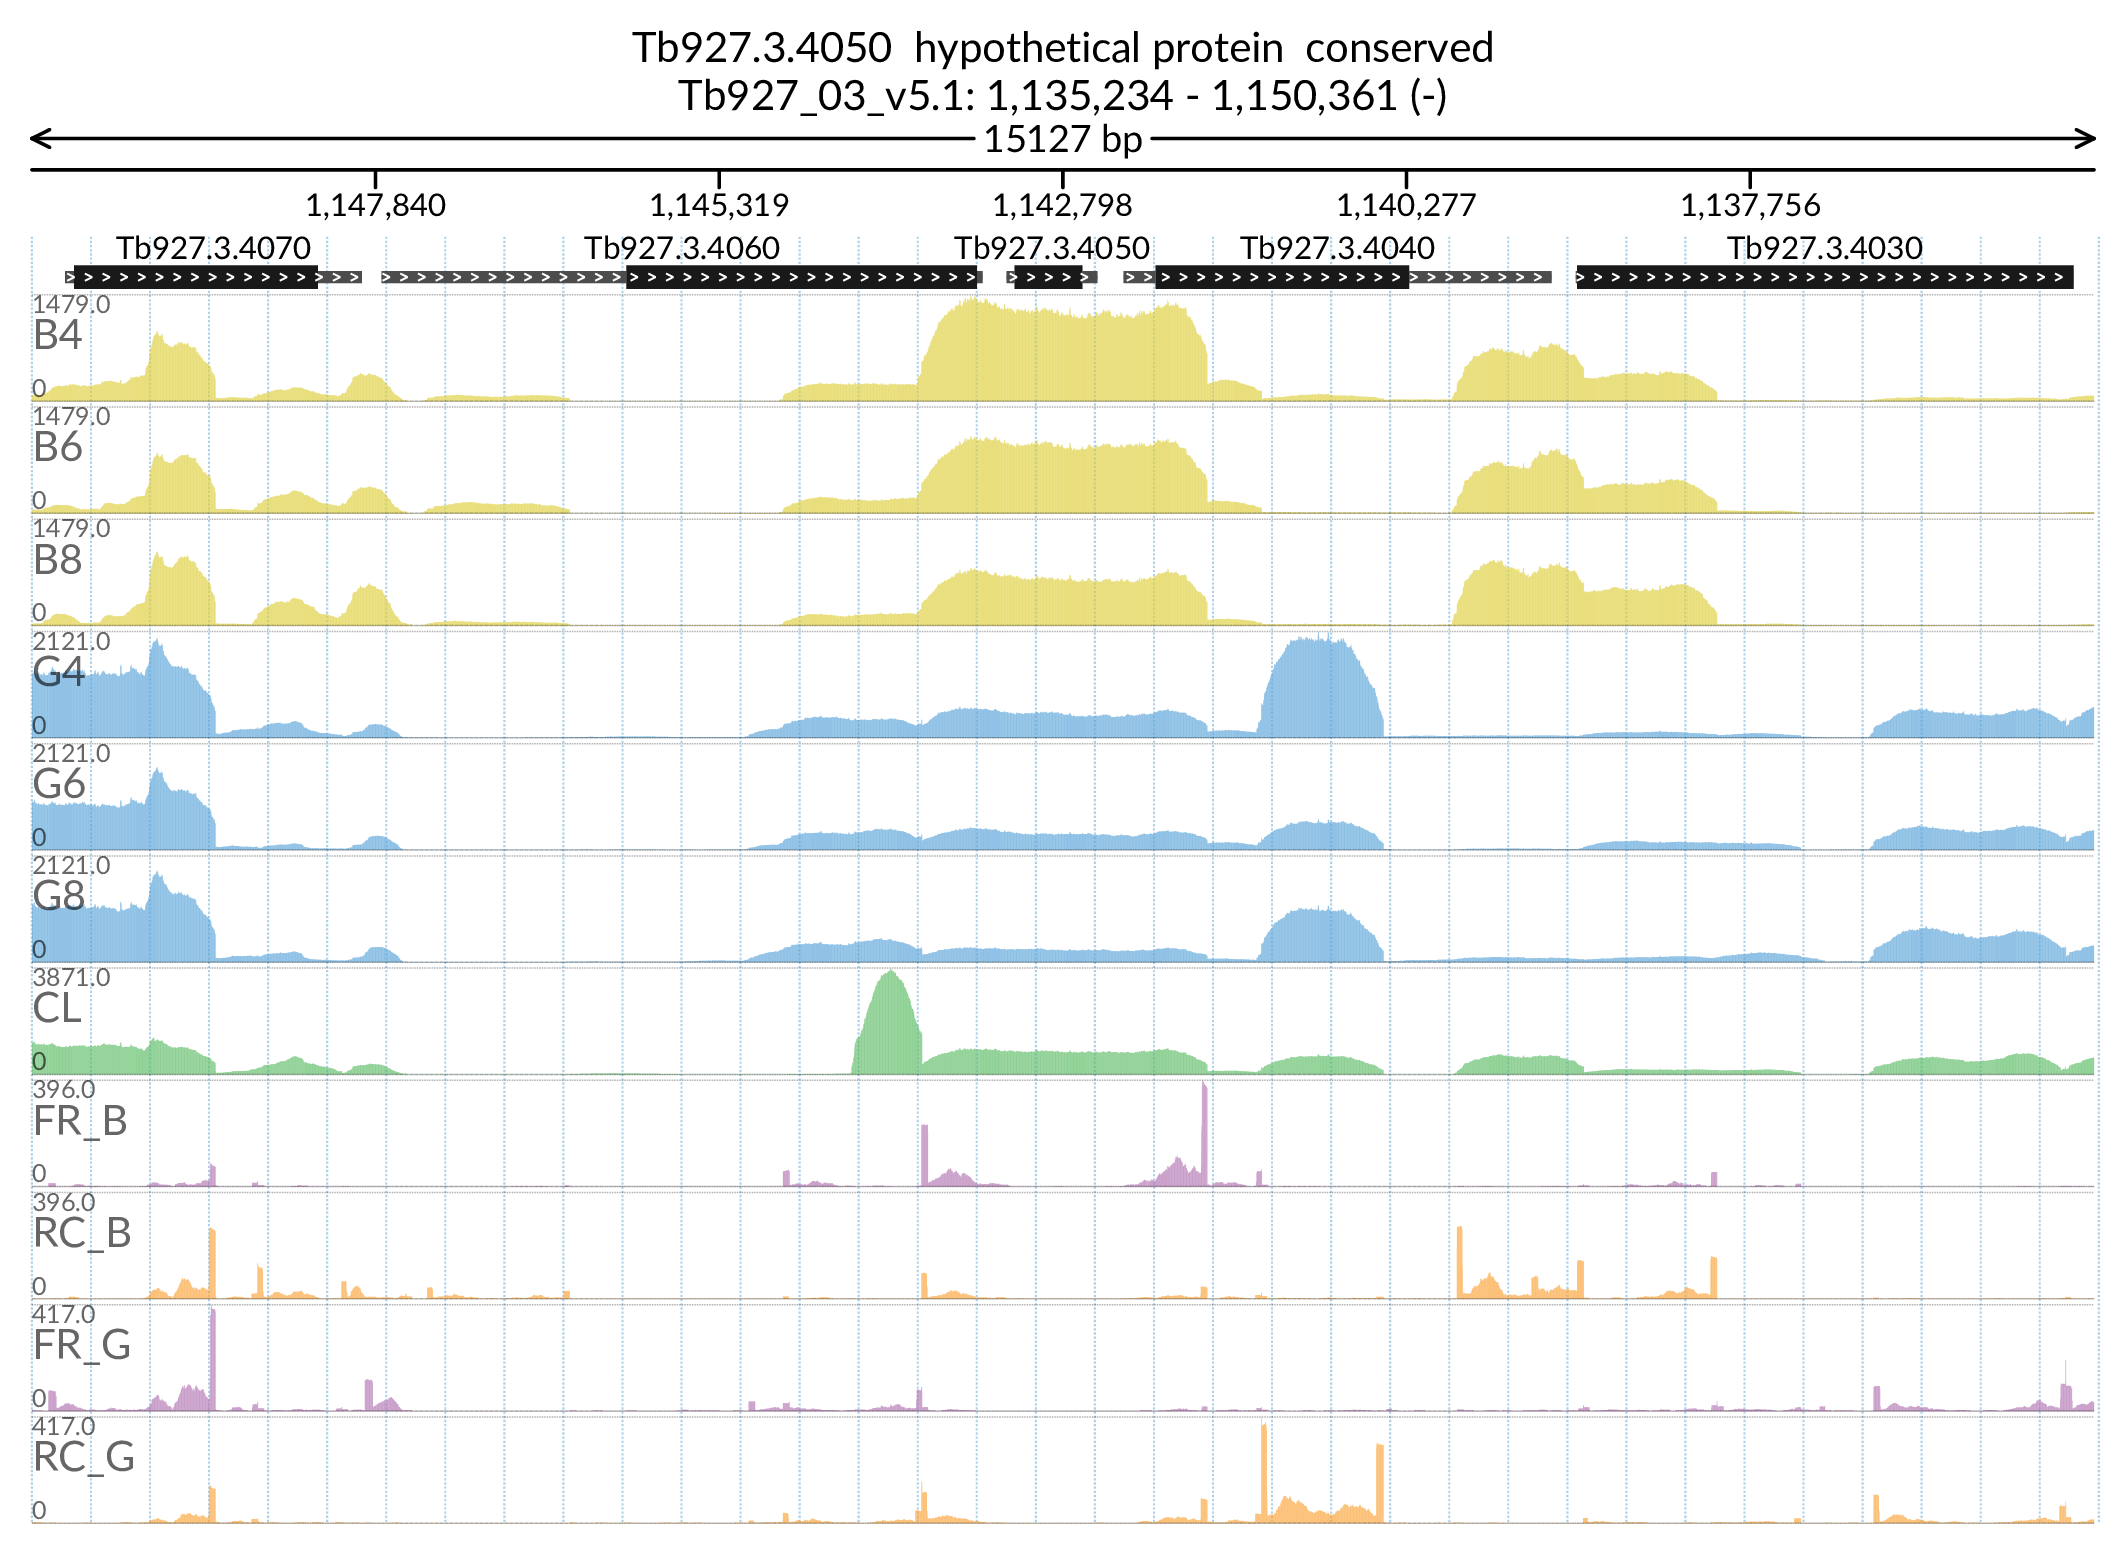 Tb927.3.4050  hypothetical protein  conserved
Tb927_03_v5.1: 1,135,234 - 1,150,361 (-)
15127 bp
1,147,840 1,145,319 1,142,798 1,140,277 1,137,756
Tb927.3.4070 Tb927.3.4060 Tb927.3.4050 Tb927.3.4040 Tb927.3.4030
1479.0
B4
0
1479.0
B6
0
1479.0
B8
0
2121.0
G4
0
2121.0
G6
0
2121.0
G8
0
3871.0
CL
0
396.0
FR_B
0
396.0
RC_B
0
417.0
FR_G
0
417.0
RC_G
0